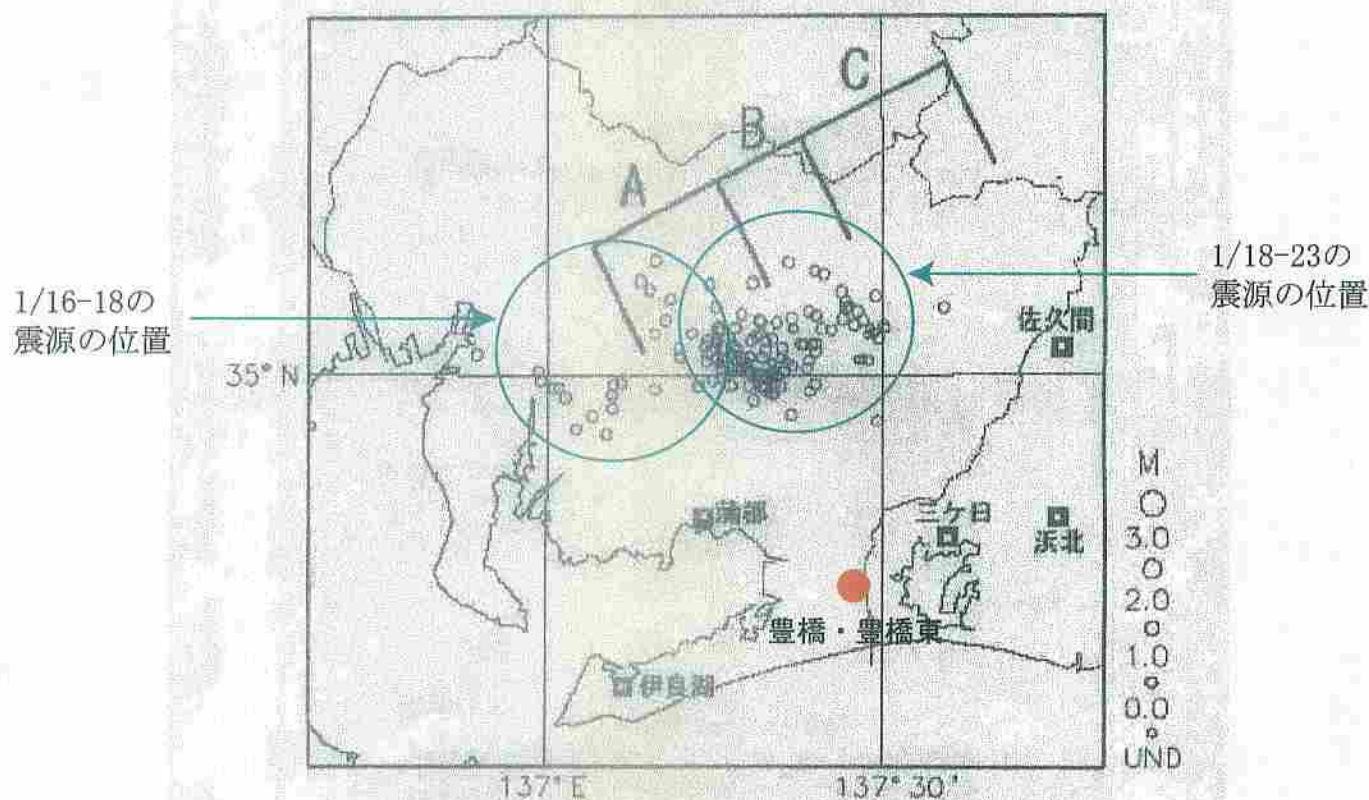 C
B
A
1/18-23の
震源の位置
1/16-18の
震源の位置
佐久間
35°N
M
蒲郡
三ケ日
浜北
3.0
2.0
豊橋・豊橋東
1.0
伊良湖
0.0
UND
137°E
137°30'